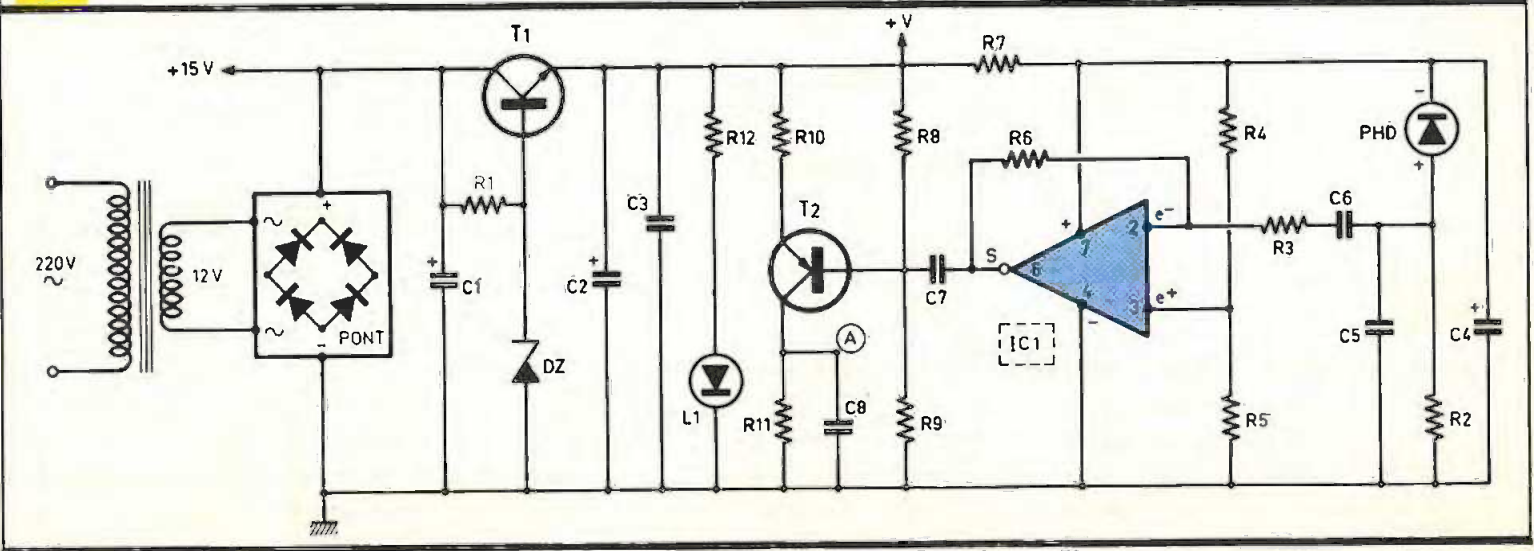 +15 V
T1
+V
R7
R12
R10
R8
R6
R4
PHD
-
+
R1
C3
T2
C7
S
6
+
7
2
e-
R3
C6
220V
~
12V
+
~
~
-
PONT
+
C1
DZ
+
C2
L1
A
R11
C8
R9
4
-
3
e+
IC1
R5
C5
R2
+
C4